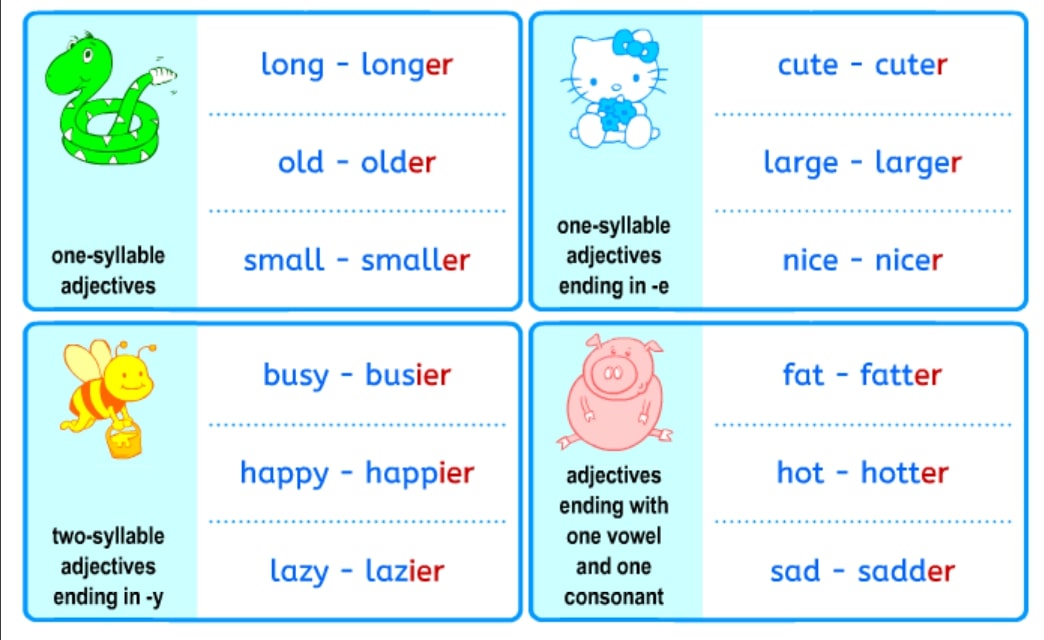 long - longer
old - older
small - smaller
one-syllable
adjectives
cute - cuter
large - larger
nice - nicer
one-syllable
adjectives
ending in -e
busy - busier
happy - happier
lazy - lazier
two-syllable
adjectives
ending in -y
fat - fatter
hot - hotter
sad - sadder
adjectives
ending with
one vowel
and one
consonant